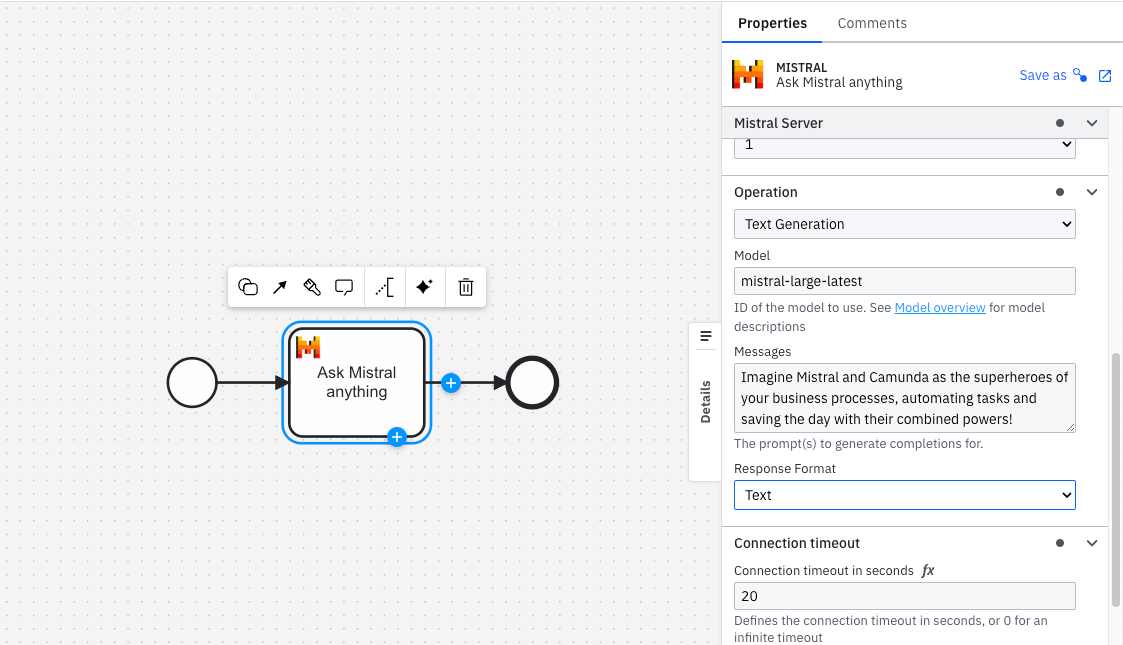 Properties
Comments
MISTRAL
Ask Mistral anything
Save as
Mistral Server
1
Operation
Text Generation
Model
mistral-large-latest
ID of the model to use. See Model overview for model
descriptions
Messages
Imagine Mistral and Camunda as the superheroes of
your business processes, automating tasks and
saving the day with their combined powers!
The prompt(s) to generate completions for.
Response Format
Text
Connection timeout
Connection timeout in seconds fx
20
Defines the connection timeout in seconds, or 0 for an
infinite timeout
Details
Ask Mistral
anything